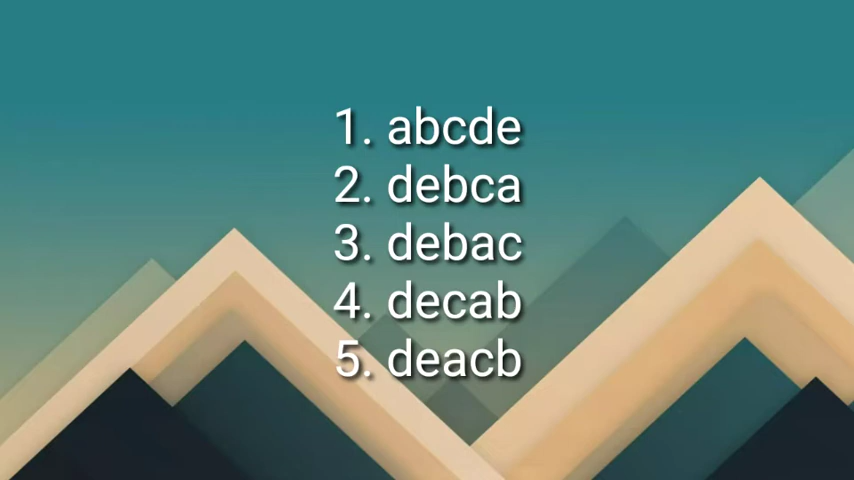 1. abcde
2. debca
3. debac
4. decab
5. deacb